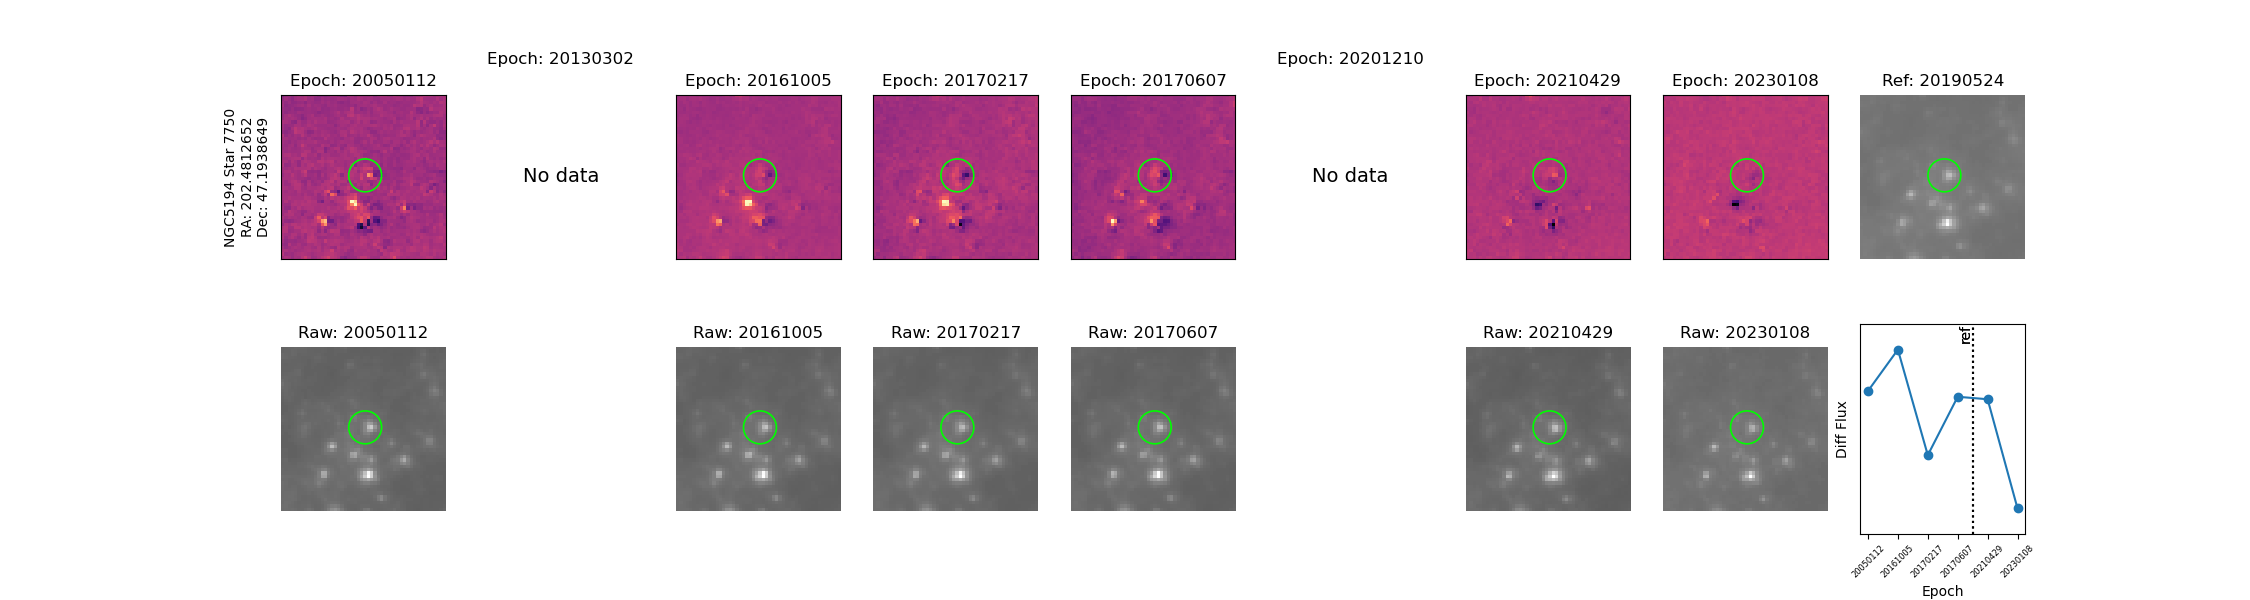 Epoch: 20050112
Epoch: 20130302
Epoch: 20161005
Epoch: 20170217
Epoch: 20170607
Epoch: 20201210
Epoch: 20210429
Epoch: 20230108
Ref: 20190524
NGC5194 Star 7750
RA: 202.4812652
Dec: 47.1938649
No data
No data
Raw: 20050112
Raw: 20161005
Raw: 20170217
Raw: 20170607
Raw: 20210429
Raw: 20230108
ref
Diff Flux
20050112
20161005
20170217
20170607
20210429
20230108
Epoch